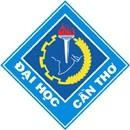 ĐẠI HỌC
CẦN THƠ